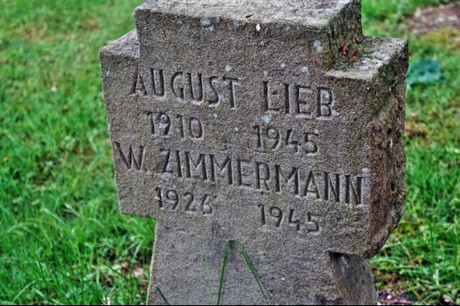 AUGUST LIEB
1910 1945
W. ZIMMERMANN
1926 1945